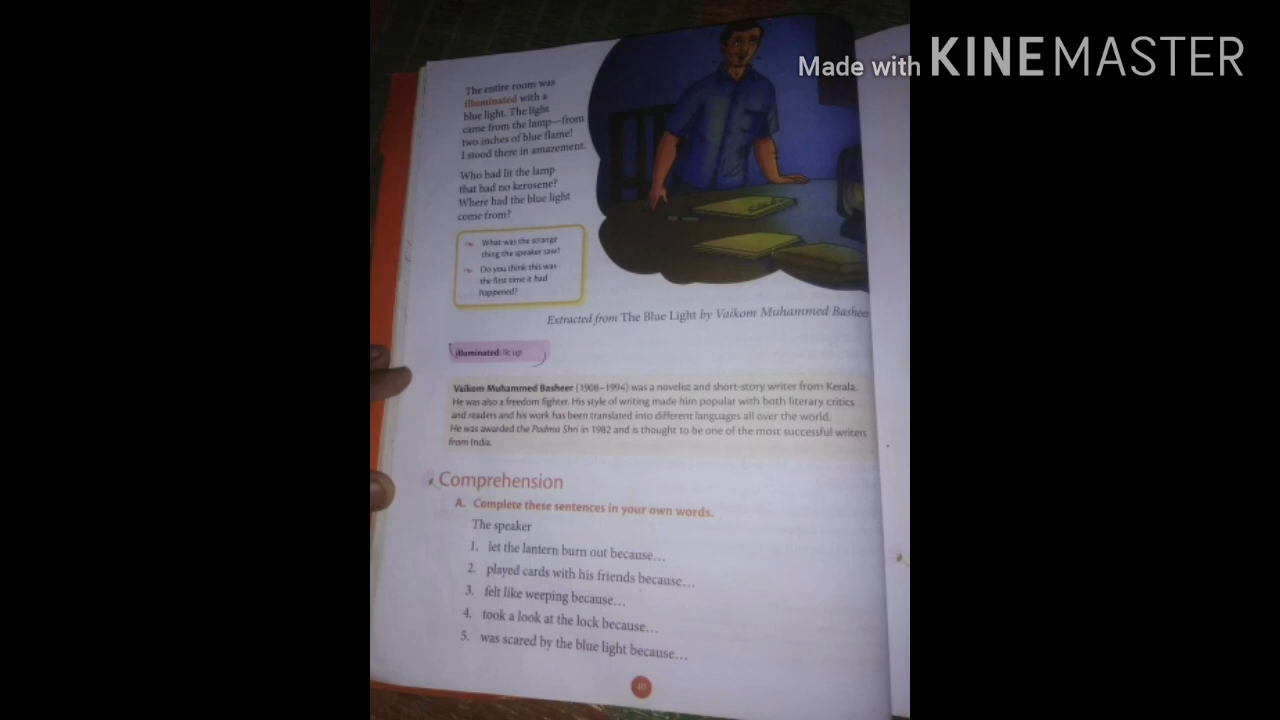 Made with KINEMASTER
The entire room was
illuminated with a
blue light. The light
came from the lamp—from
two inches of blue flame!
I stood there in amazement.
Who had lit the lamp
that had no kerosene?
Where had the blue light
come from?
What was the strange
thing the speaker saw?
Do you think this was
the first time it had
happened?
Extracted from The Blue Light by Vaikom Muhammed Basheer
illuminated: lit up
Vaikom Muhammed Basheer (1908–1994) was a novelist and short-story writer from Kerala.
He was also a freedom fighter. His style of writing made him popular with both literary critics
and readers and his work has been translated into different languages all over the world.
He was awarded the Padma Shri in 1982 and is thought to be one of the most successful writers
from India.
Comprehension
A. Complete these sentences in your own words.
The speaker
1. let the lantern burn out because...
2. played cards with his friends because...
3. felt like weeping because...
4. took a look at the lock because...
5. was scared by the blue light because...
40